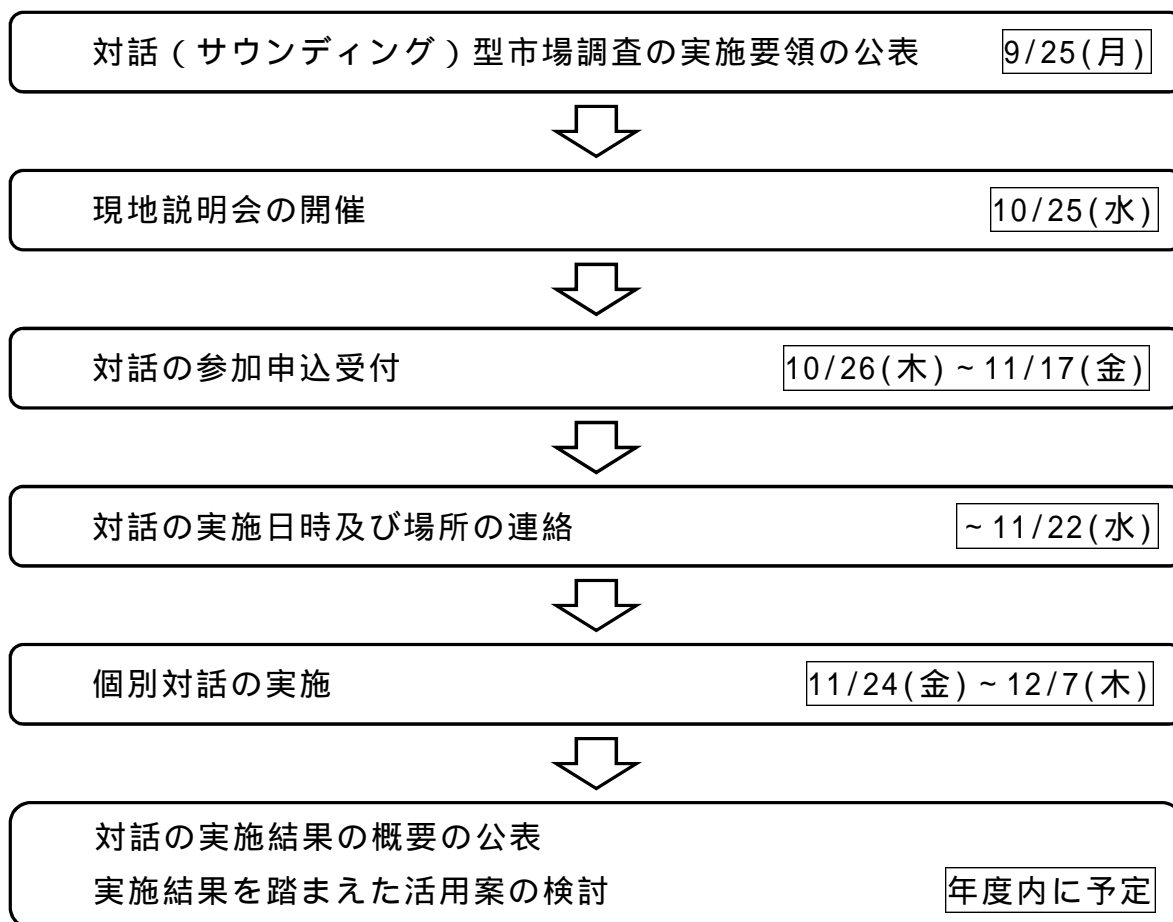 対話(サウンディング)型市場調査の実施要領の公表 9/25(月)
現地説明会の開催 10/25(水)
対話の参加申込受付 10/26(木)~11/17(金)
対話の実施日時及び場所の連絡 ~11/22(水)
個別対話の実施 11/24(金)~12/7(木)
対話の実施結果の概要の公表
実施結果を踏まえた活用案の検討 年度内に予定